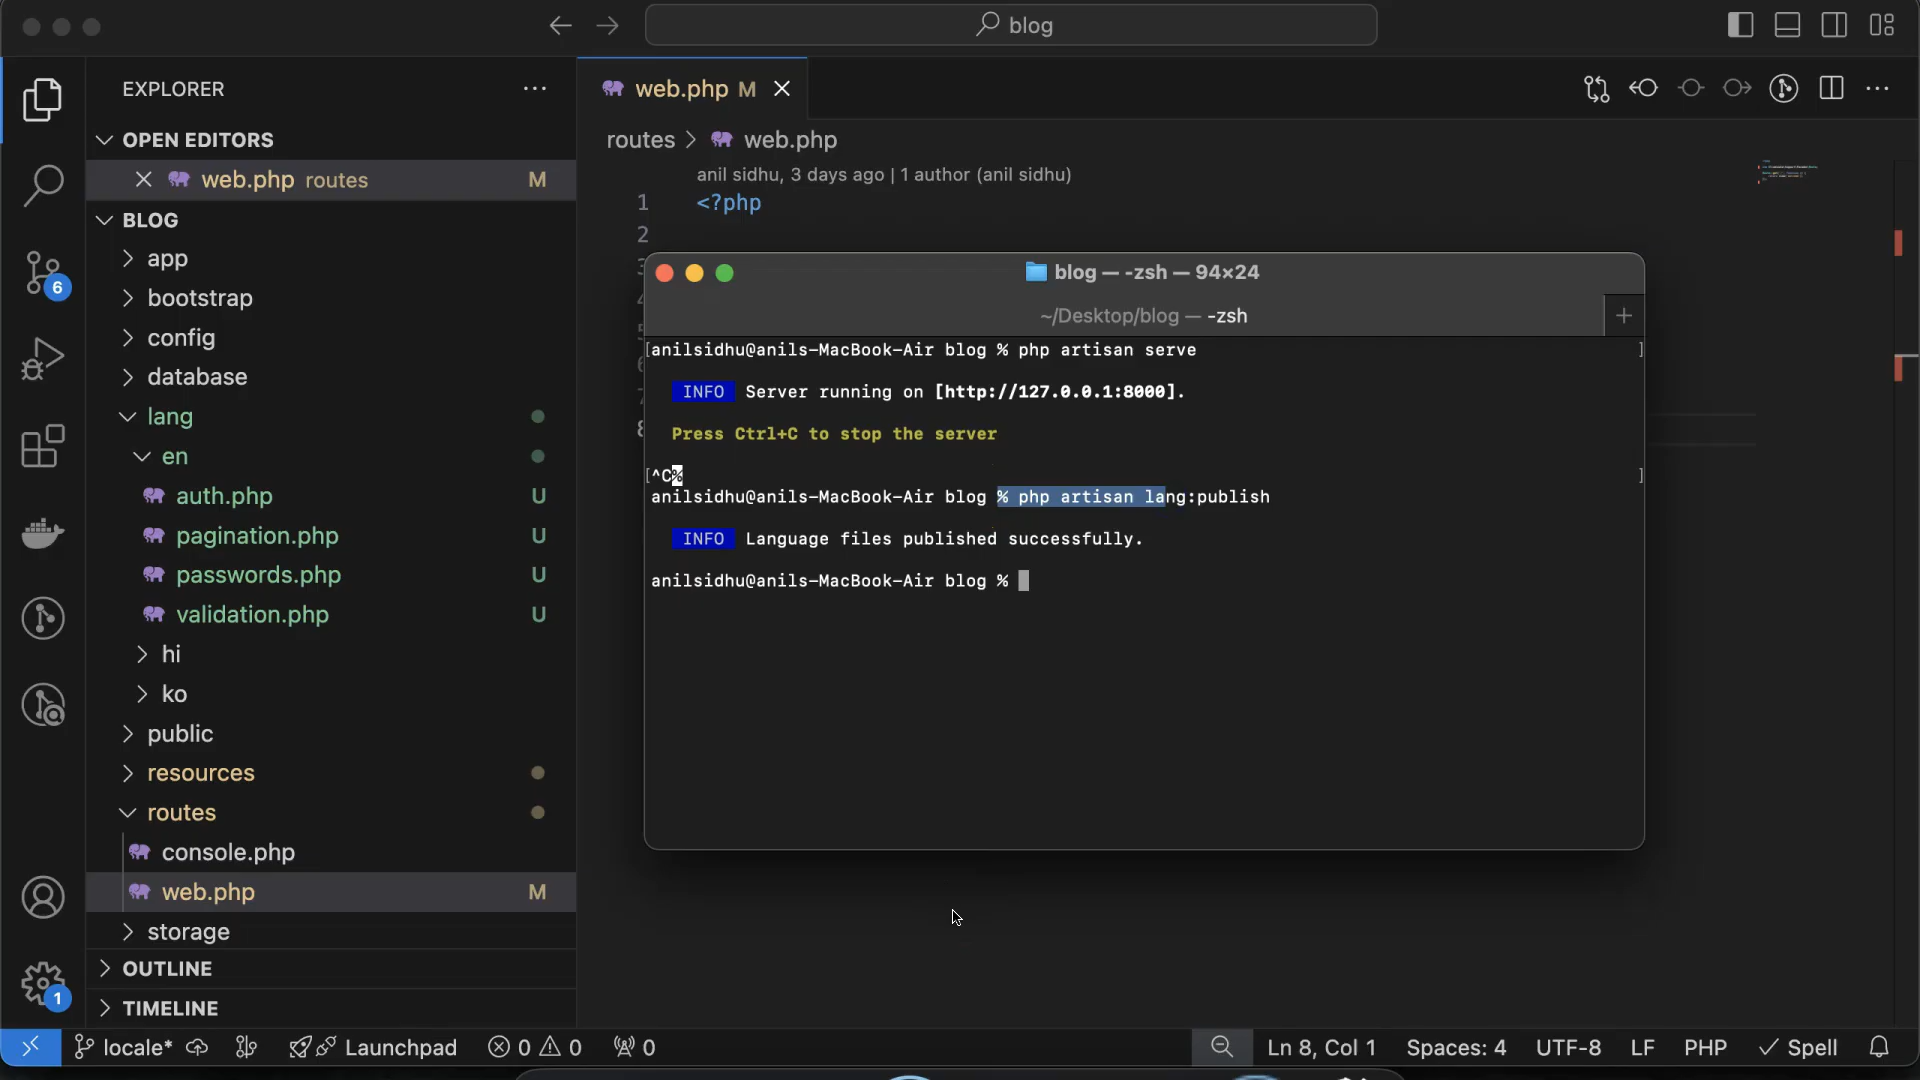 blog
EXPLORER
OPEN EDITORS
web.php routes M
BLOG
app
bootstrap
config
database
lang
en
auth.php U
pagination.php U
passwords.php U
validation.php U
hi
ko
public
resources
routes
console.php
web.php M
storage
OUTLINE
TIMELINE
web.php M
routes > web.php
anil sidhu, 3 days ago | 1 author (anil sidhu)
1 <?php
2
blog — -zsh — 94×24
~/Desktop/blog — -zsh
[anilsidhu@anils-MacBook-Air blog % php artisan serve ]
INFO Server running on [http://127.0.0.1:8000].
Press Ctrl+C to stop the server
[^C% ]
anilsidhu@anils-MacBook-Air blog % php artisan lang:publish
INFO Language files published successfully.
anilsidhu@anils-MacBook-Air blog %
6
1
locale* Launchpad 0 0 0 Ln 8, Col 1 Spaces: 4 UTF-8 LF PHP Spell